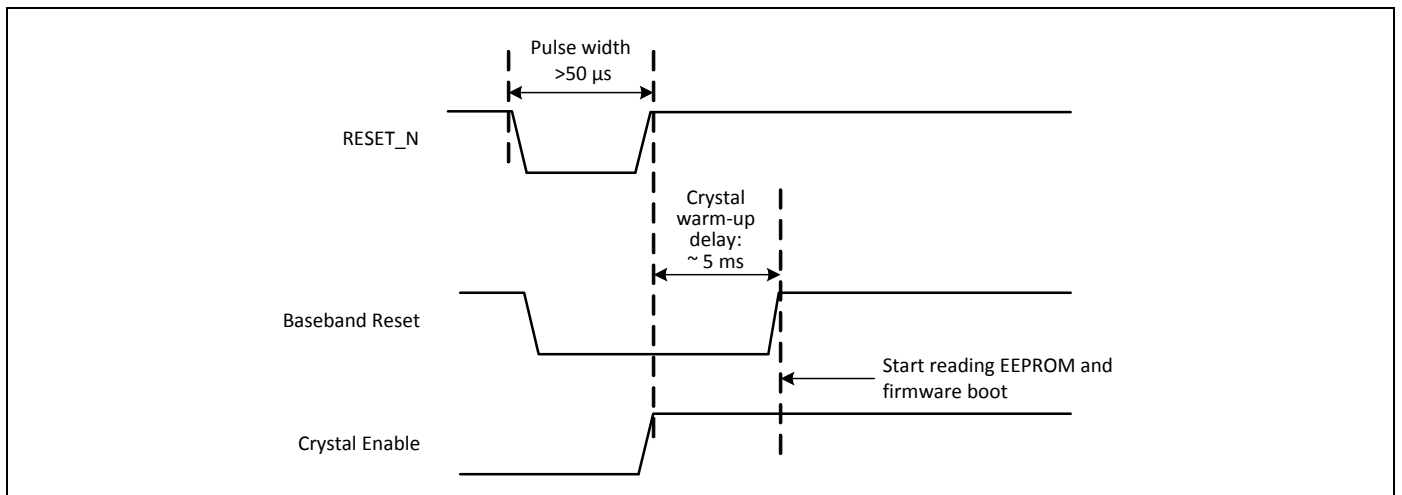 Pulse width
>50 µs
RESET_N
Crystal
warm-up
delay:
~ 5 ms
Baseband Reset
Start reading EEPROM and
firmware boot
Crystal Enable